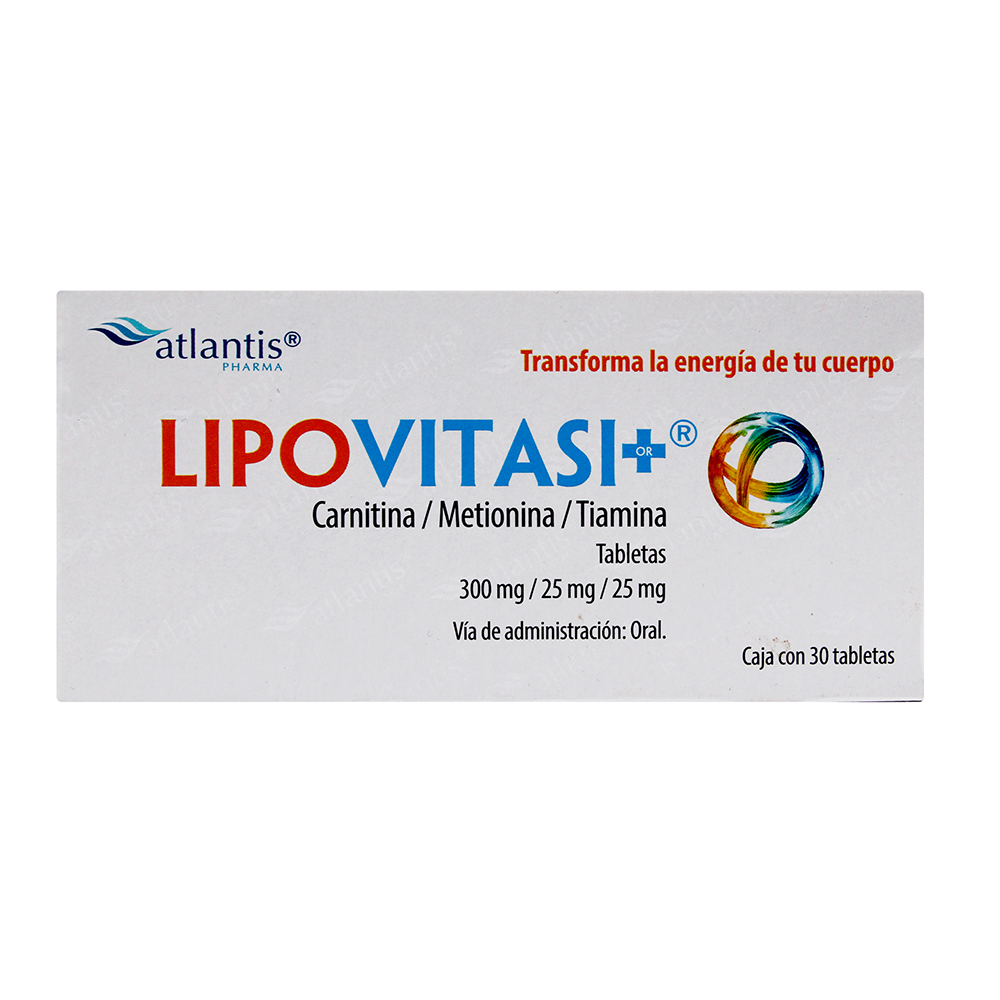 atlantis®
PHARMA
Transforma la energía de tu cuerpo
LIPOVITASI+®
OR
Carnitina / Metionina / Tiamina
Tabletas
300 mg / 25 mg / 25 mg
Vía de administración: Oral.
Caja con 30 tabletas